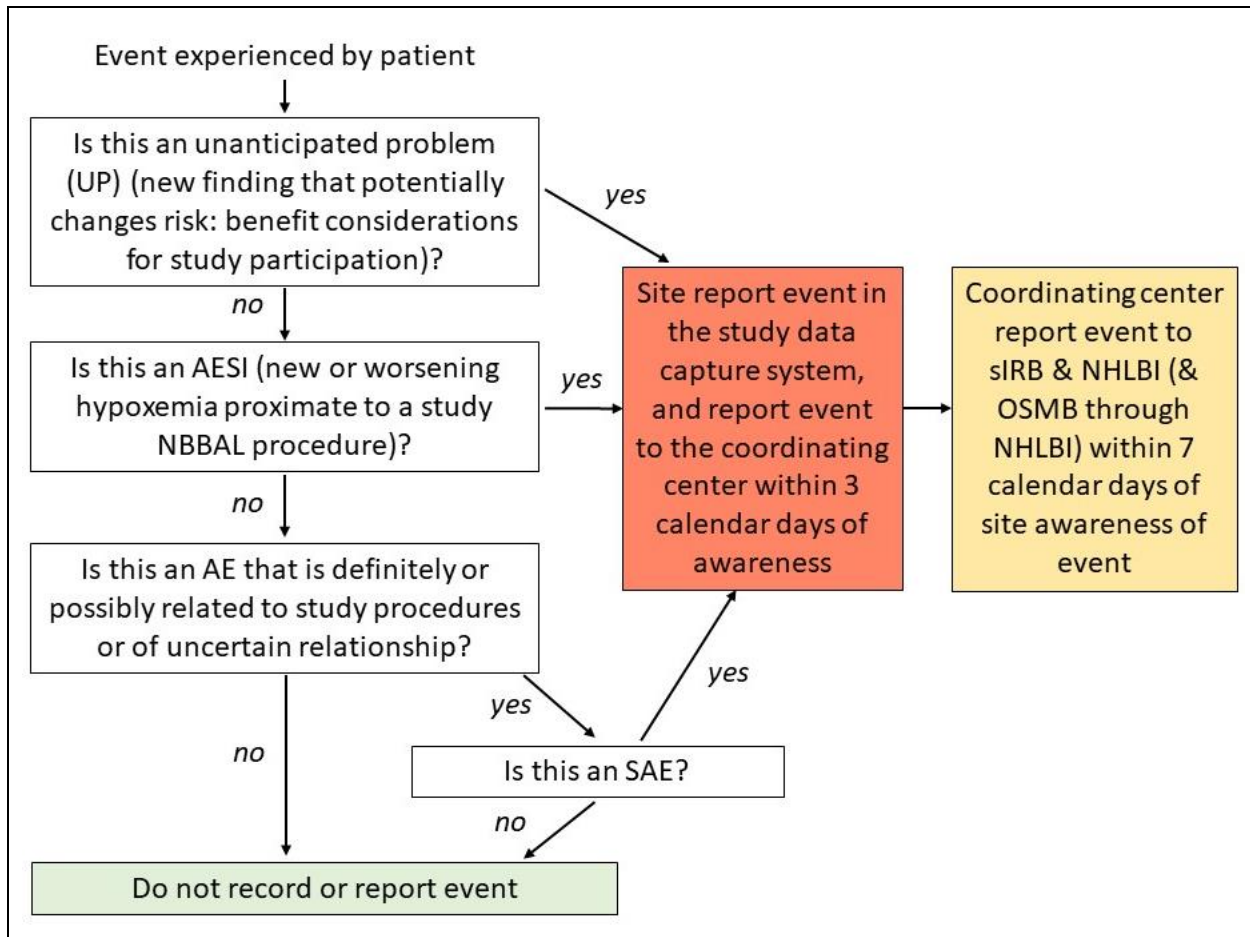 Event experienced by patient
Is this an unanticipated problem
(UP) (new finding that potentially
changes risk: benefit considerations
for study participation)?
yes
no
Is this an AESI (new or worsening
hypoxemia proximate to a study
NBBAL procedure)?
yes
no
Is this an AE that is definitely or
possibly related to study procedures
or of uncertain relationship?
yes
no
Is this an SAE?
yes
no
Do not record or report event
Site report event in
the study data
capture system,
and report event
to the coordinating
center within 3
calendar days of
awareness
Coordinating center
report event to
sIRB & NHLBI (&
OSMB through
NHLBI) within 7
calendar days of
site awareness of
event